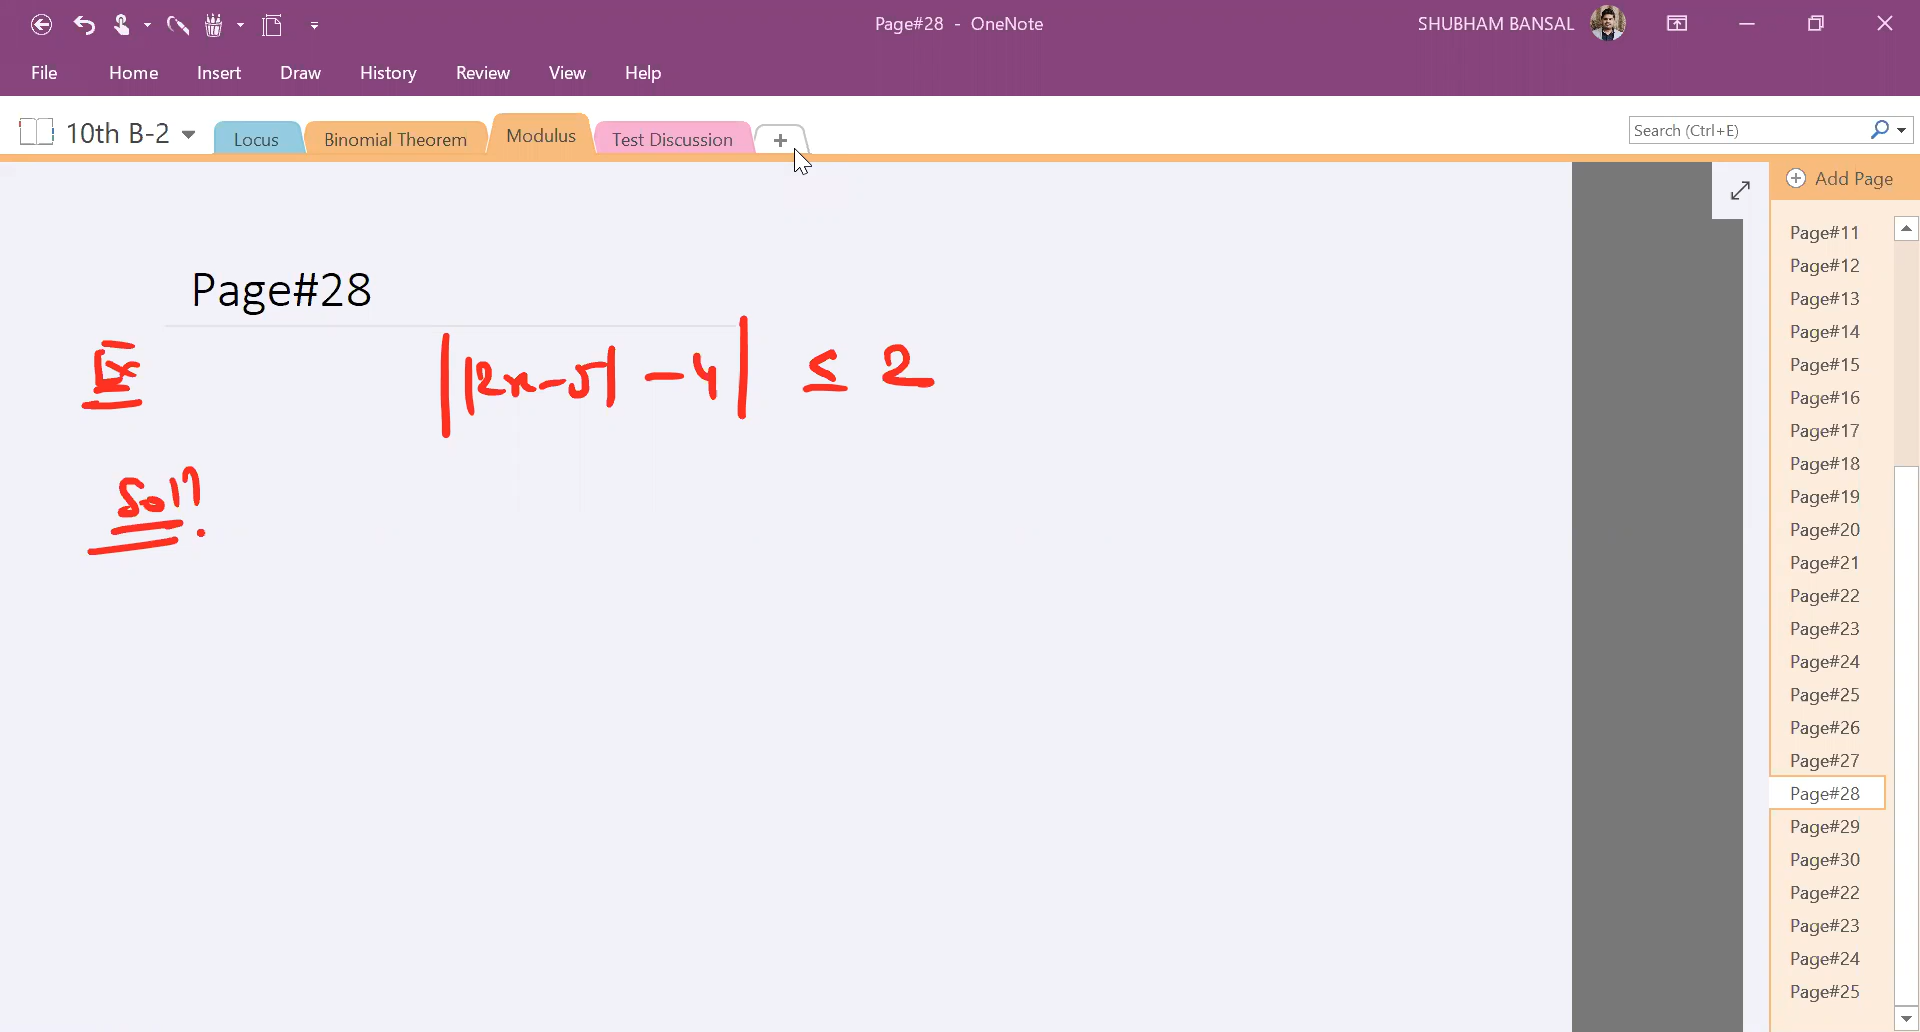 Page#28 - OneNote
SHUBHAM BANSAL
File Home Insert Draw History Review View Help
10th B-2
Locus
Binomial Theorem
Modulus
Test Discussion
Search (Ctrl+E)
Add Page
Page#28
Ex ||2x-5| - 4| ≤ 2
Soln
Page#11
Page#12
Page#13
Page#14
Page#15
Page#16
Page#17
Page#18
Page#19
Page#20
Page#21
Page#22
Page#23
Page#24
Page#25
Page#26
Page#27
Page#28
Page#29
Page#30
Page#22
Page#23
Page#24
Page#25